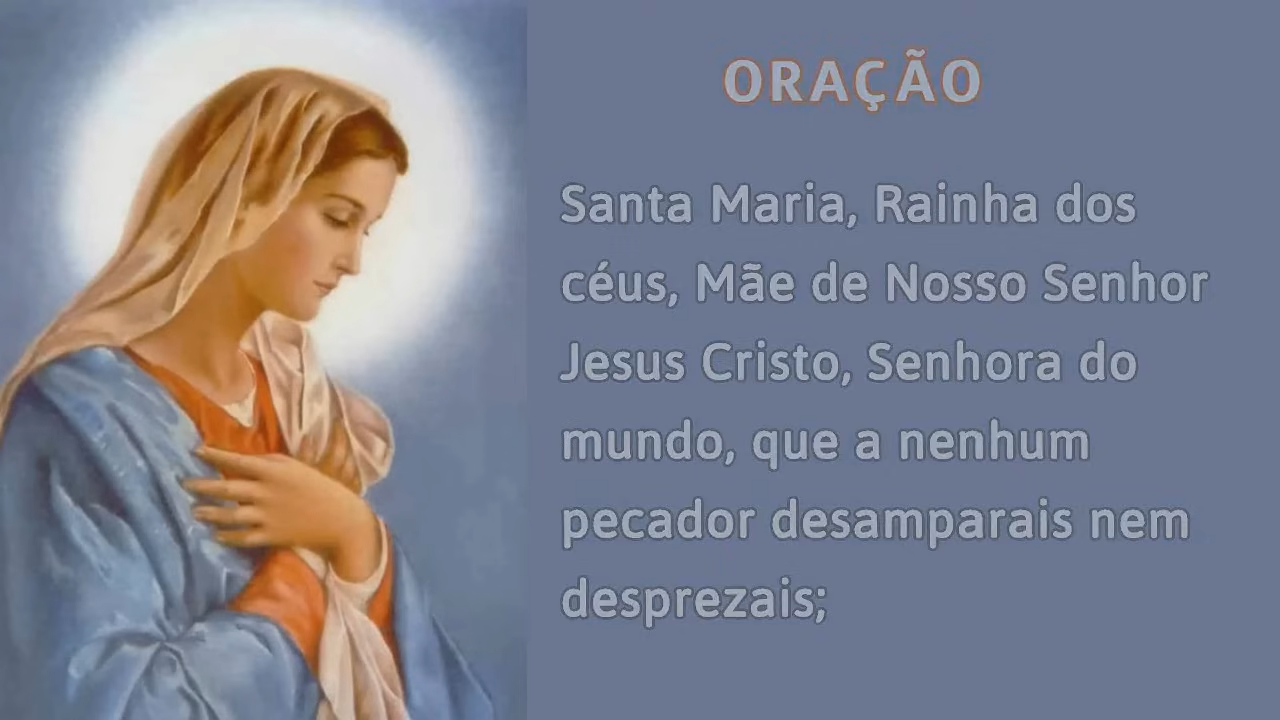 ORAÇÃO
Santa Maria, Rainha dos
céus, Mãe de Nosso Senhor
Jesus Cristo, Senhora do
mundo, que a nenhum
pecador desamparais nem
desprezais;